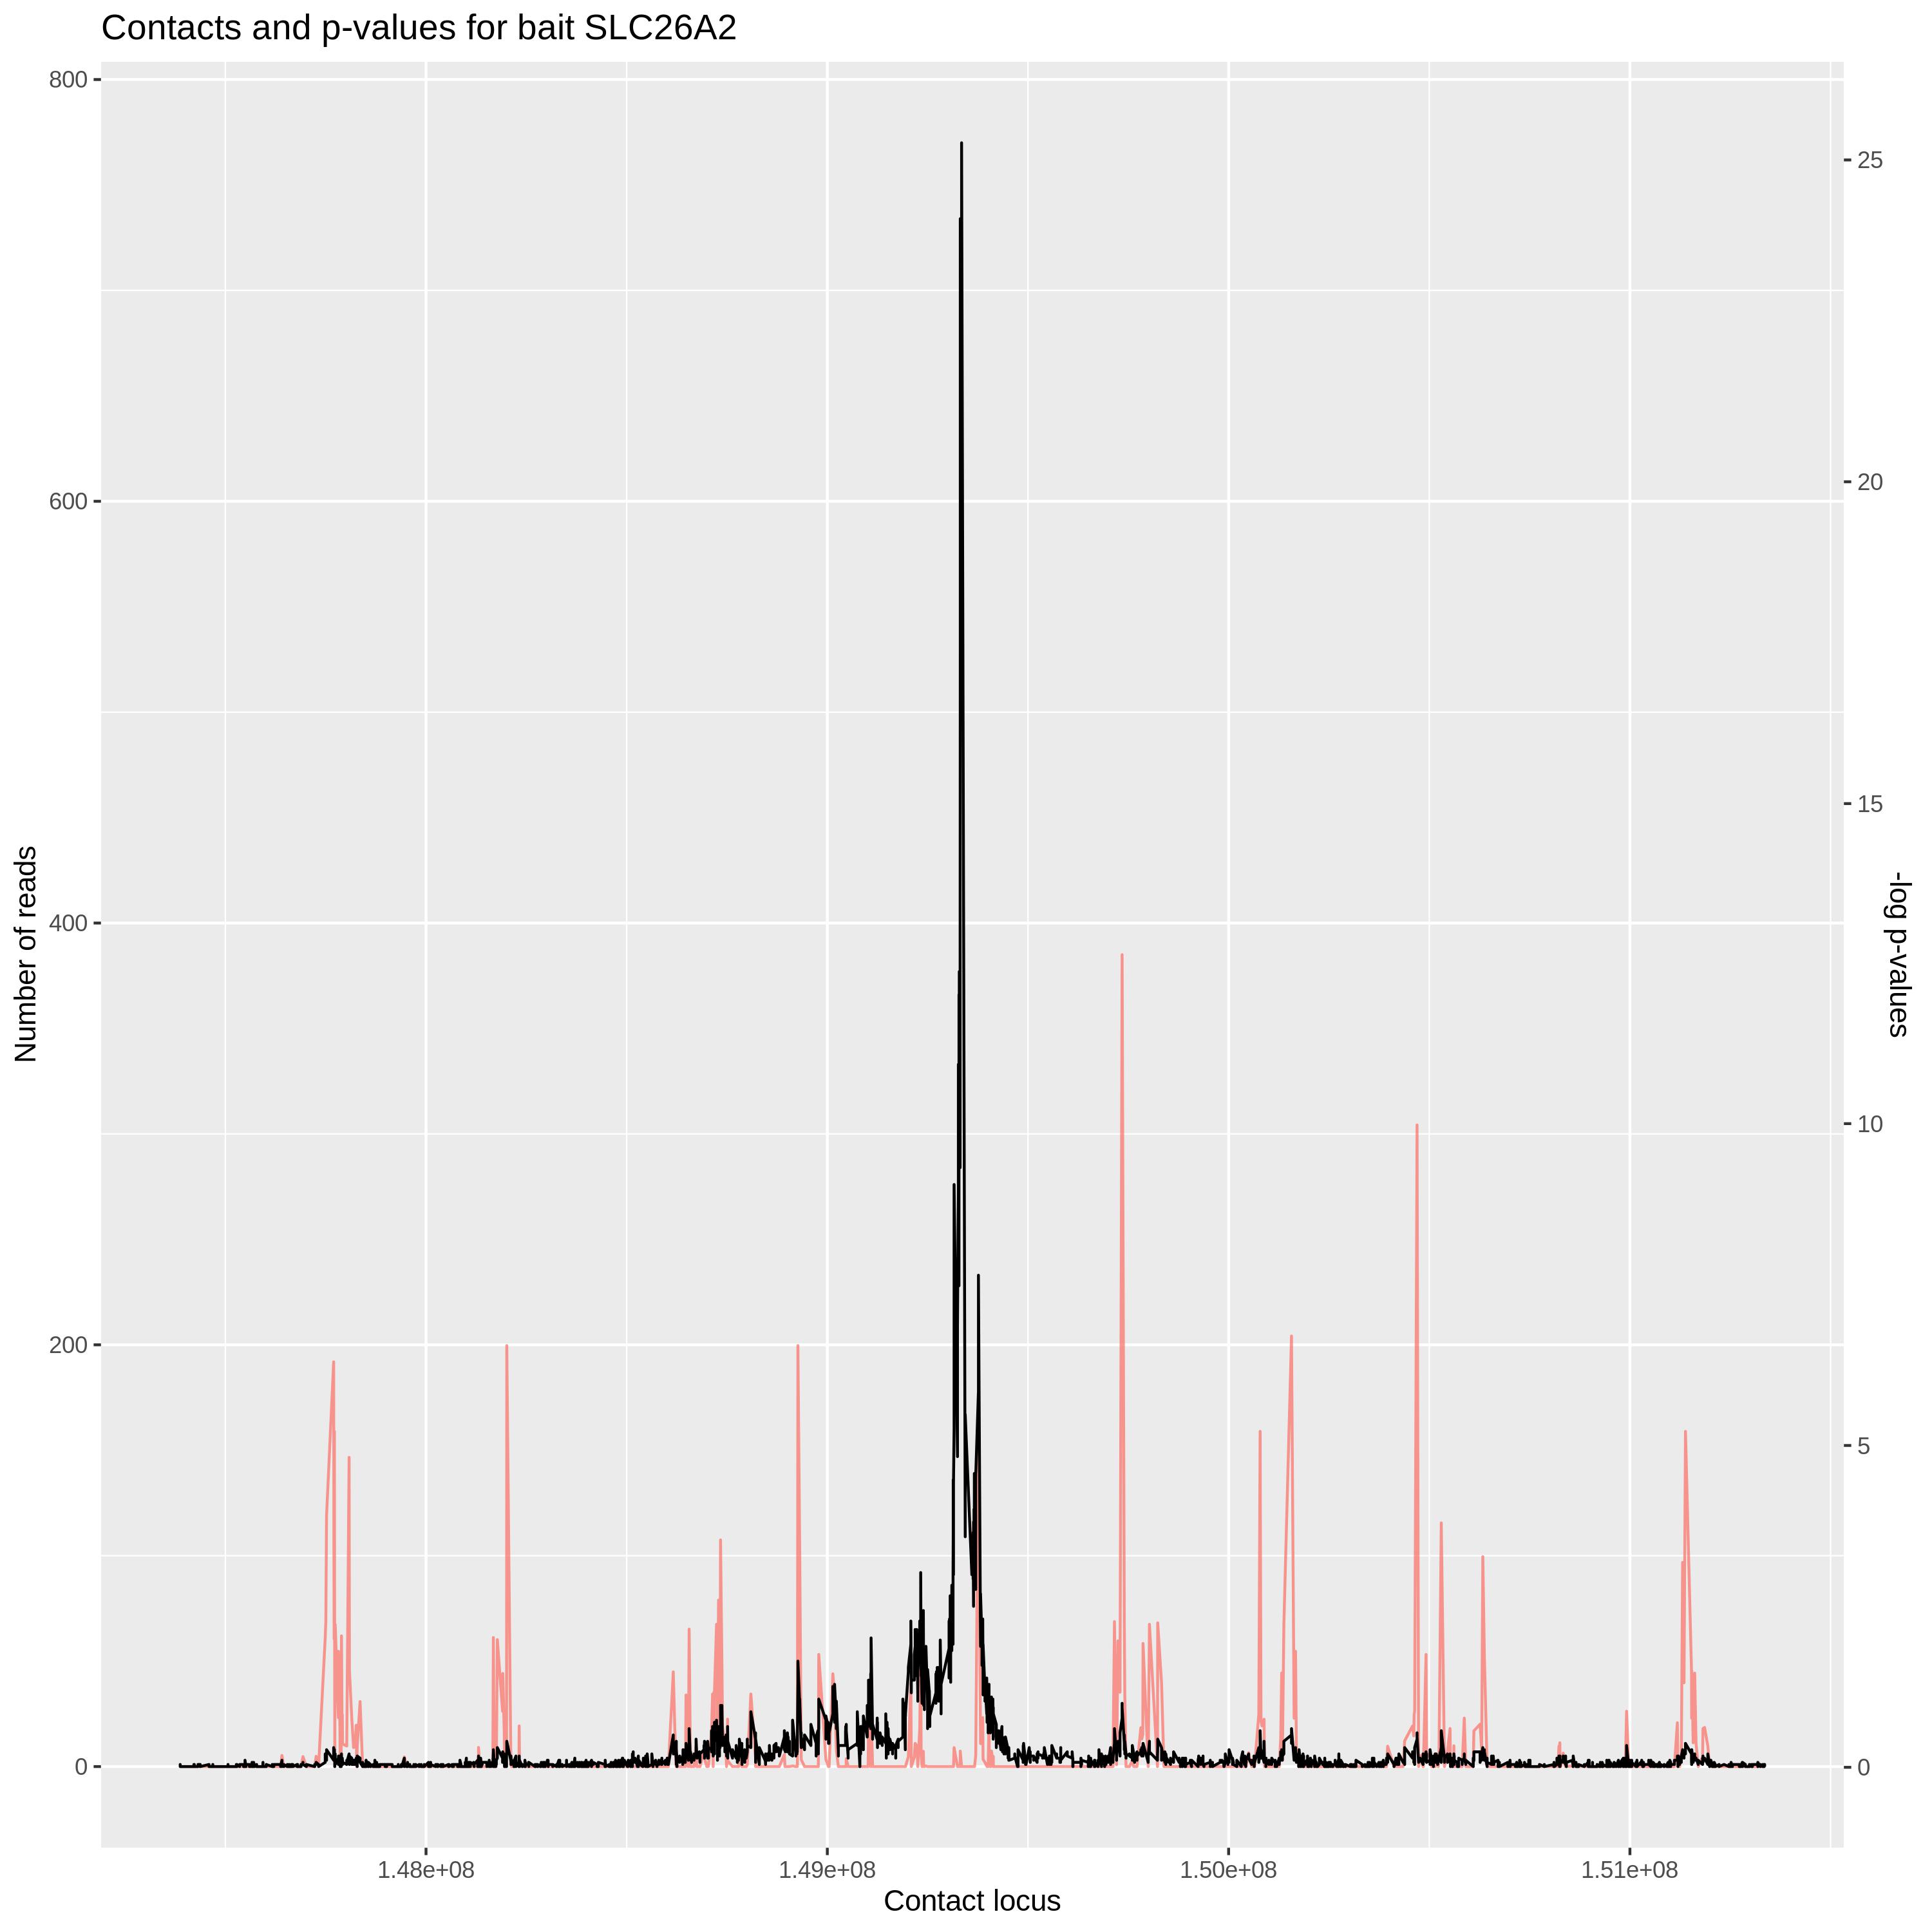 Contacts and p-values for bait SLC26A2
800
600
400
200
0
Number of reads
25
20
15
10
5
0
-log p-values
1.48e+08
1.49e+08
1.50e+08
1.51e+08
Contact locus